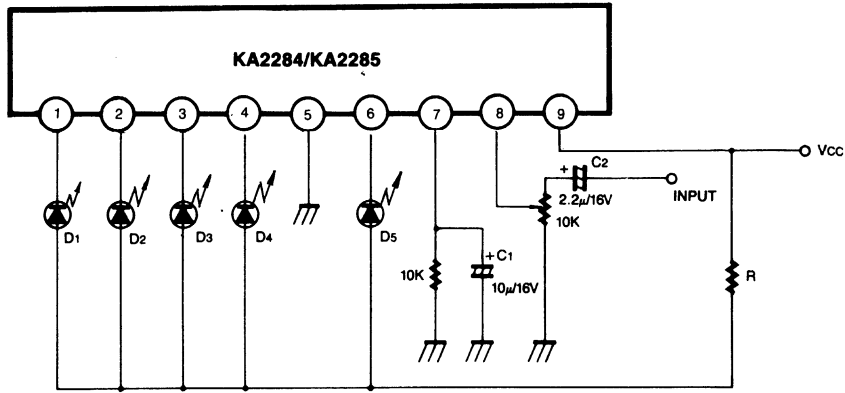 KA2284/KA2285
1 2 3 4 5 6 7 8 9
VCC
+ C2
INPUT
2.2µ/16V
10K
D1 D2 D3 D4 D5
+ C1
10K
10µ/16V
R